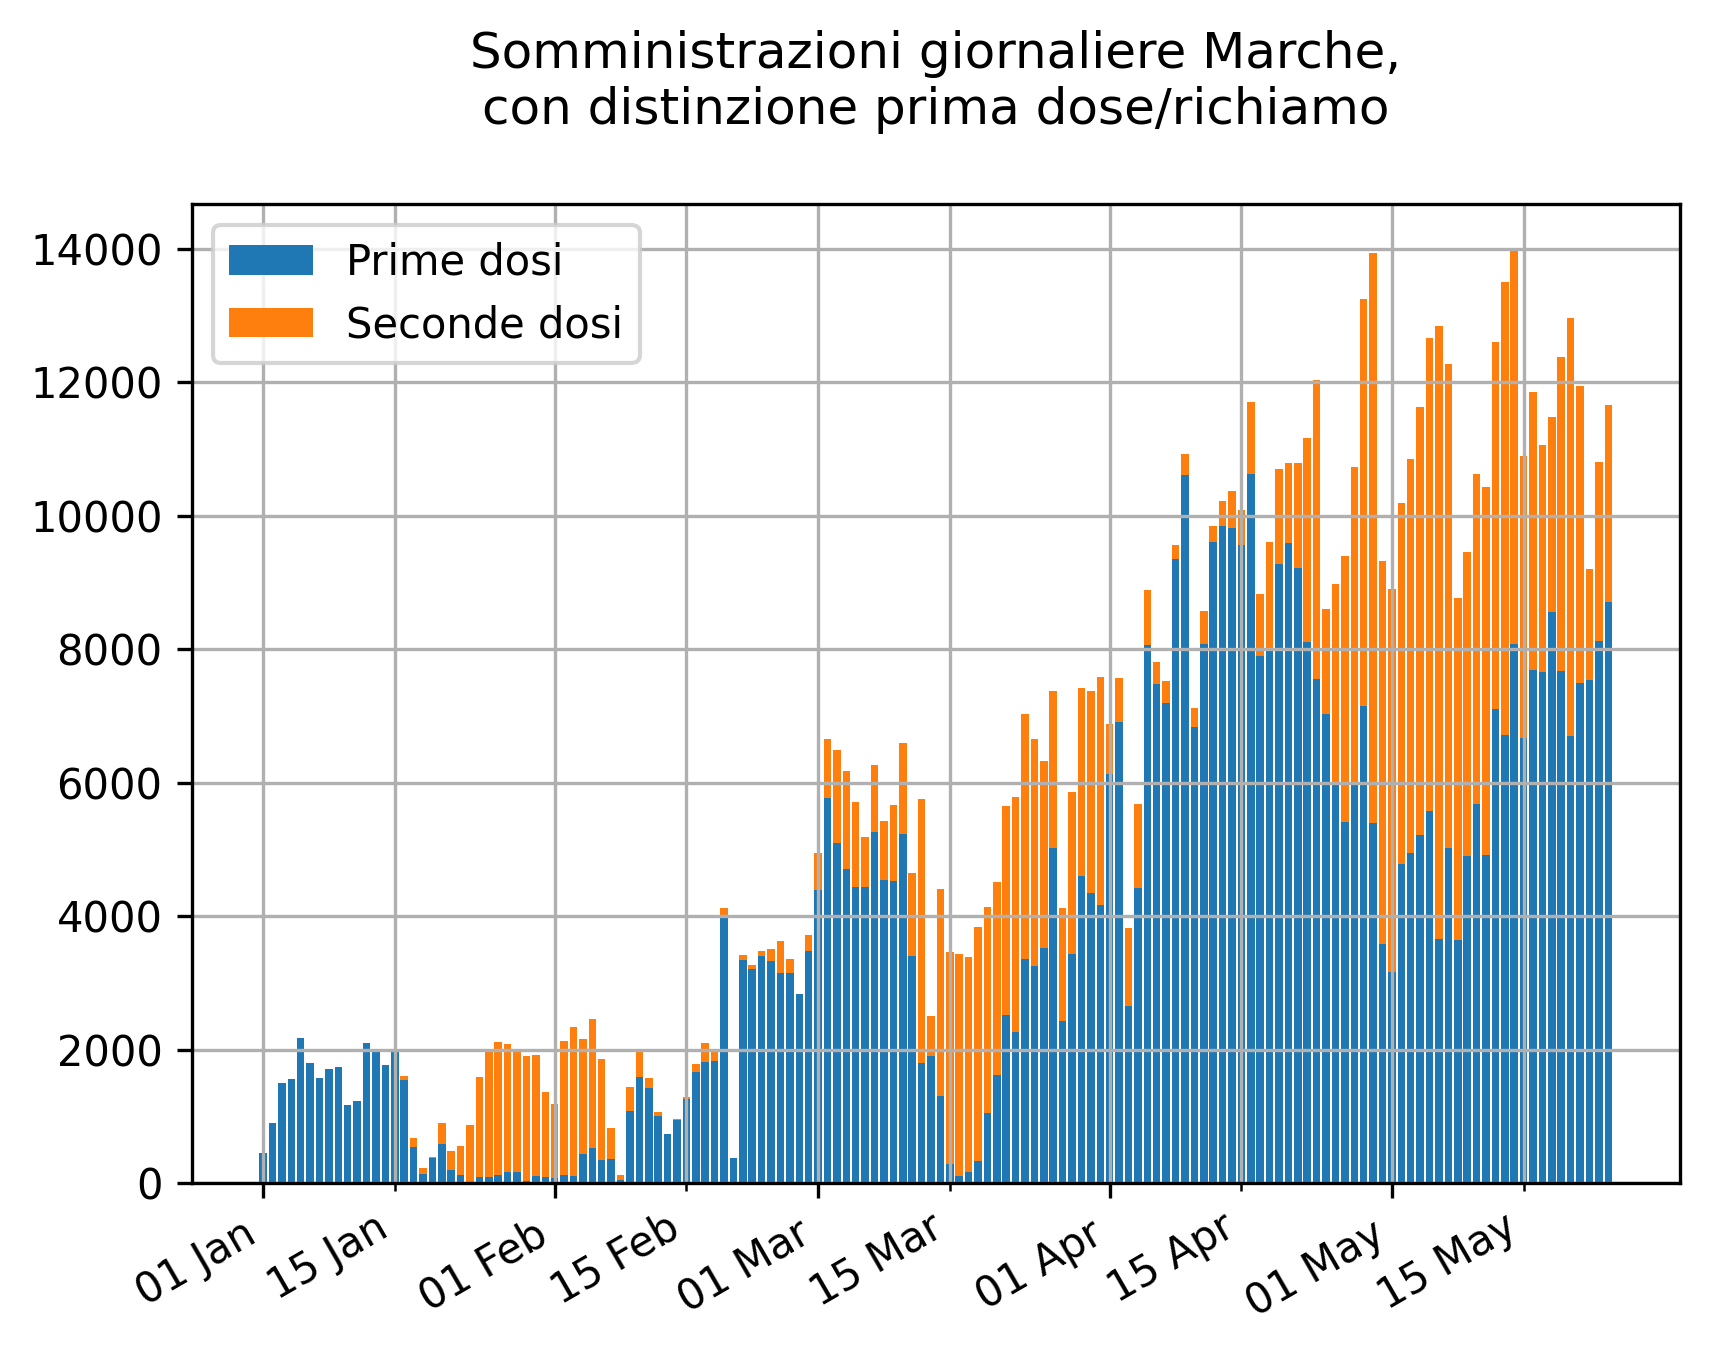 Somministrazioni giornaliere Marche,
con distinzione prima dose/richiamo
Prime dosi
Seconde dosi
14000
12000
10000
8000
6000
4000
2000
0
01 Jan
15 Jan
01 Feb
15 Feb
01 Mar
15 Mar
01 Apr
15 Apr
01 May
15 May